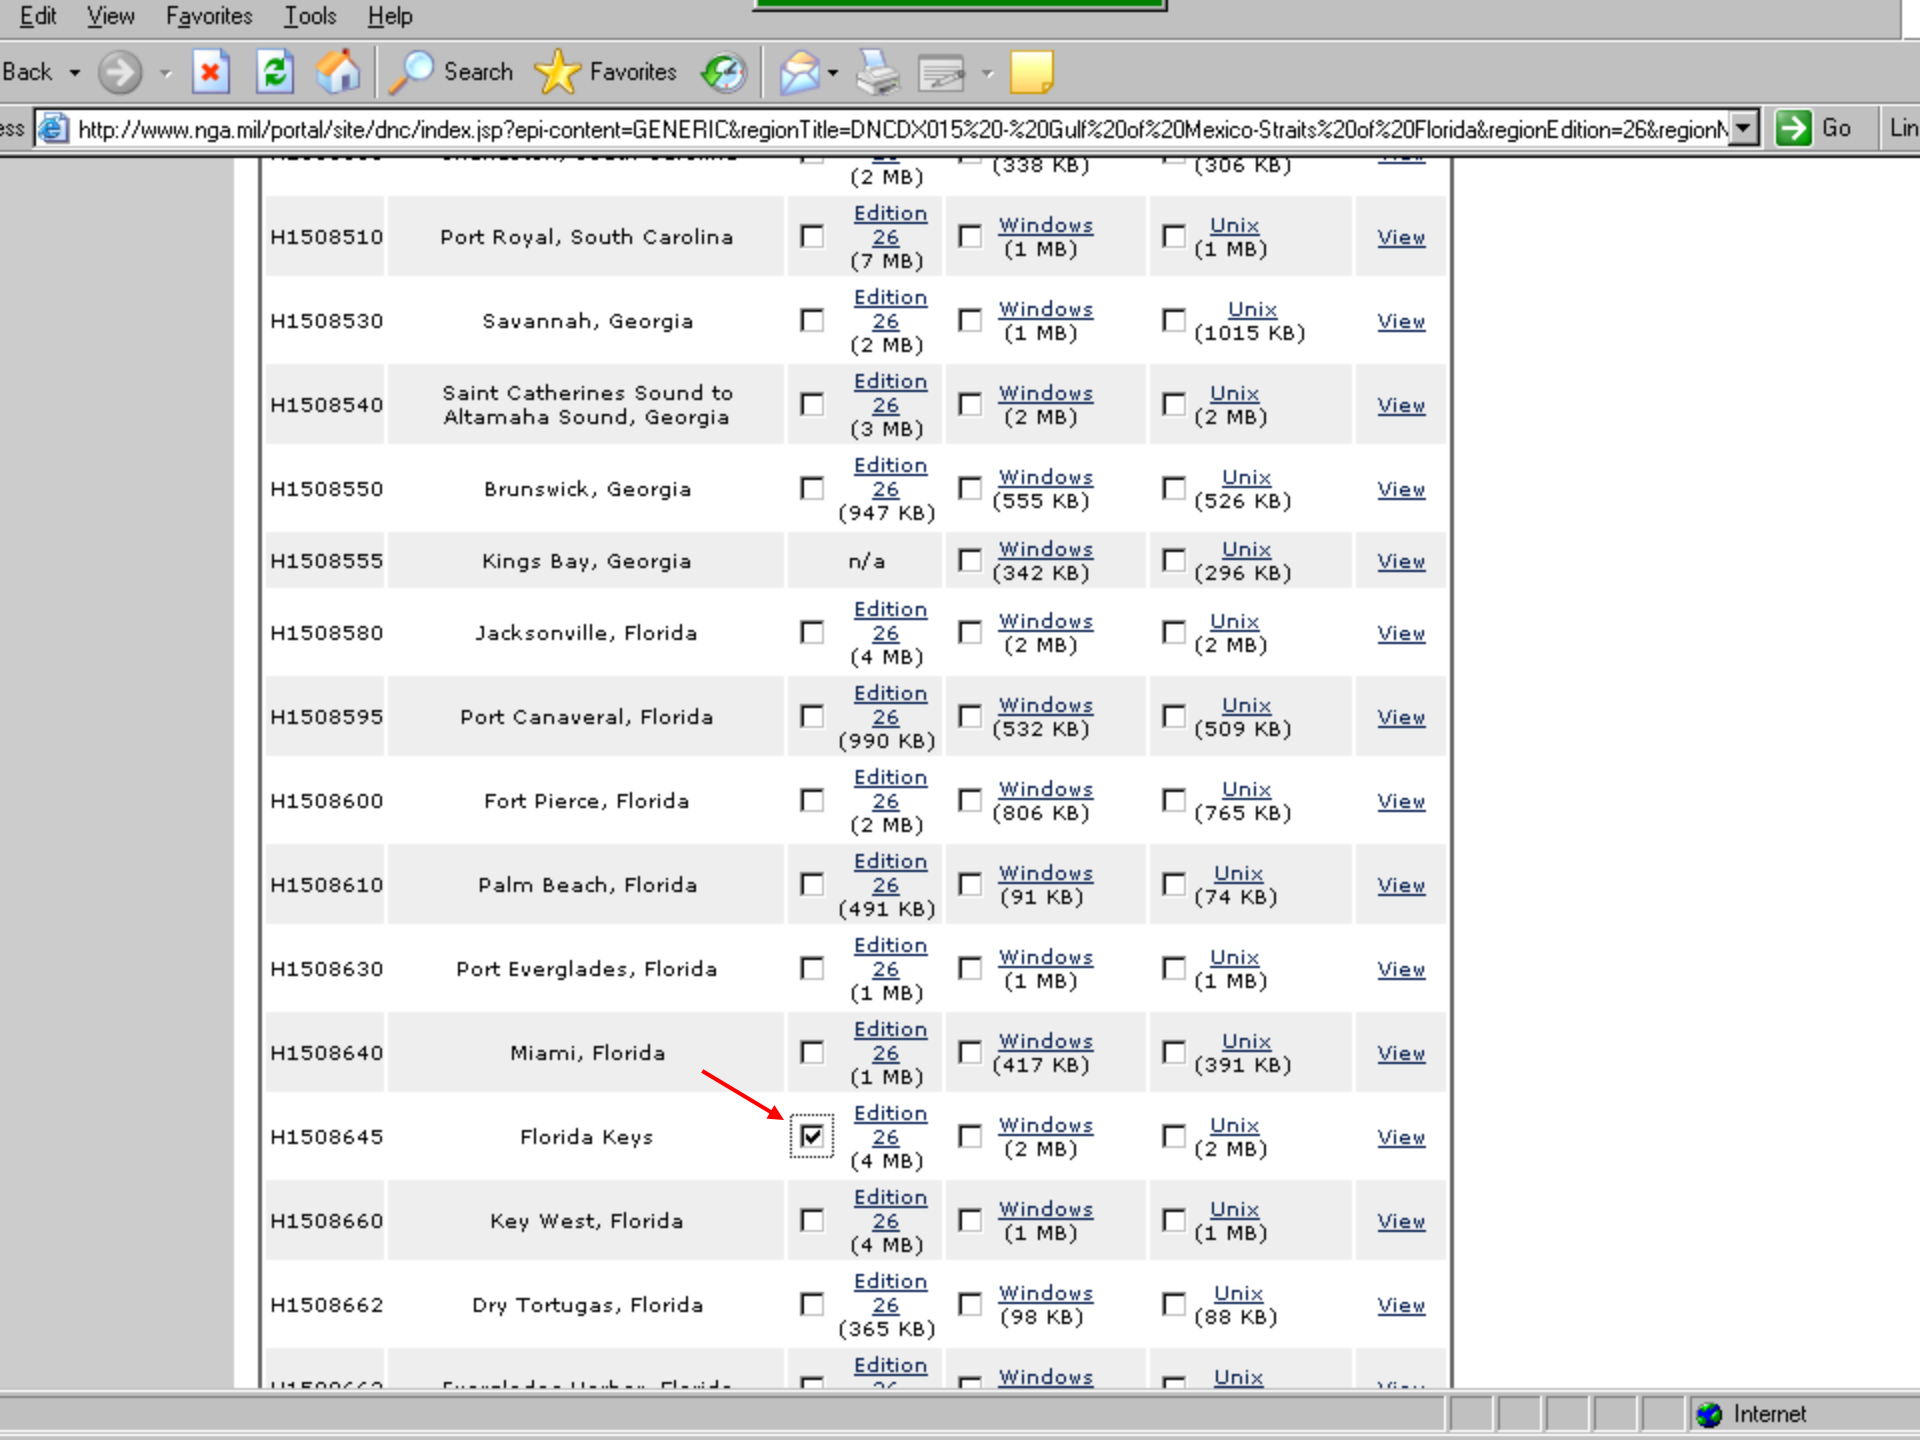 Edit View Favorites Tools Help
Back Search Favorites
ess http://www.nga.mil/portal/site/dnc/index.jsp?epi-content=GENERIC&regionTitle=DNCDX015%20-%20Gulf%20of%20Mexico-Straits%20of%20Florida&regionEdition=26&regionN Go Lin
(2 MB) (338 KB) (306 KB)
H1508510 Port Royal, South Carolina Edition 26 (7 MB) Windows (1 MB) Unix (1 MB) View
H1508530 Savannah, Georgia Edition 26 (2 MB) Windows (1 MB) Unix (1015 KB) View
H1508540 Saint Catherines Sound to Altamaha Sound, Georgia Edition 26 (3 MB) Windows (2 MB) Unix (2 MB) View
H1508550 Brunswick, Georgia Edition 26 (947 KB) Windows (555 KB) Unix (526 KB) View
H1508555 Kings Bay, Georgia n/a Windows (342 KB) Unix (296 KB) View
H1508580 Jacksonville, Florida Edition 26 (4 MB) Windows (2 MB) Unix (2 MB) View
H1508595 Port Canaveral, Florida Edition 26 (990 KB) Windows (532 KB) Unix (509 KB) View
H1508600 Fort Pierce, Florida Edition 26 (2 MB) Windows (806 KB) Unix (765 KB) View
H1508610 Palm Beach, Florida Edition 26 (491 KB) Windows (91 KB) Unix (74 KB) View
H1508630 Port Everglades, Florida Edition 26 (1 MB) Windows (1 MB) Unix (1 MB) View
H1508640 Miami, Florida Edition 26 (1 MB) Windows (417 KB) Unix (391 KB) View
H1508645 Florida Keys Edition 26 (4 MB) Windows (2 MB) Unix (2 MB) View
H1508660 Key West, Florida Edition 26 (4 MB) Windows (1 MB) Unix (1 MB) View
H1508662 Dry Tortugas, Florida Edition 26 (365 KB) Windows (98 KB) Unix (88 KB) View
Edition Windows Unix
Internet